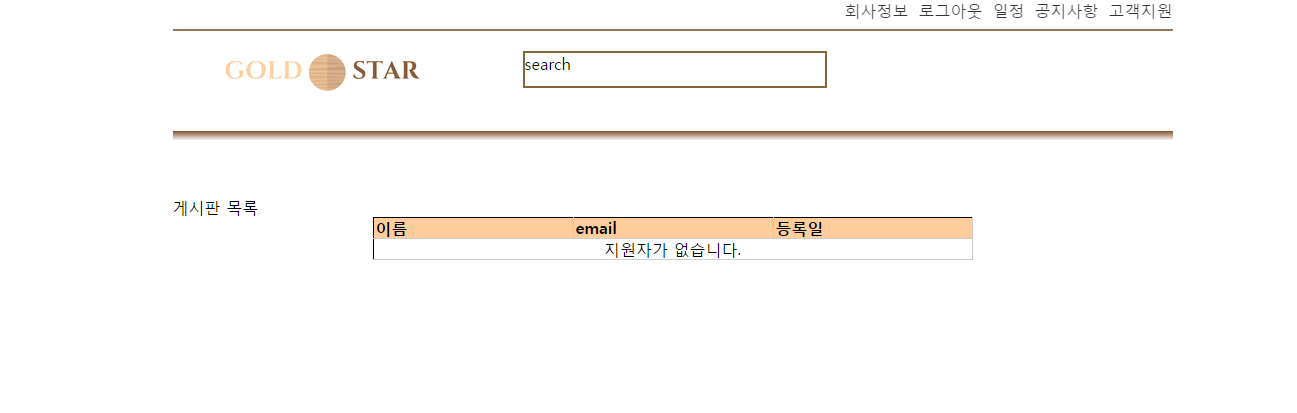 회사정보 로그아웃 일정 공지사항 고객지원
GOLD STAR
search
게시판 목록
이름 email 등록일
지원자가 없습니다.